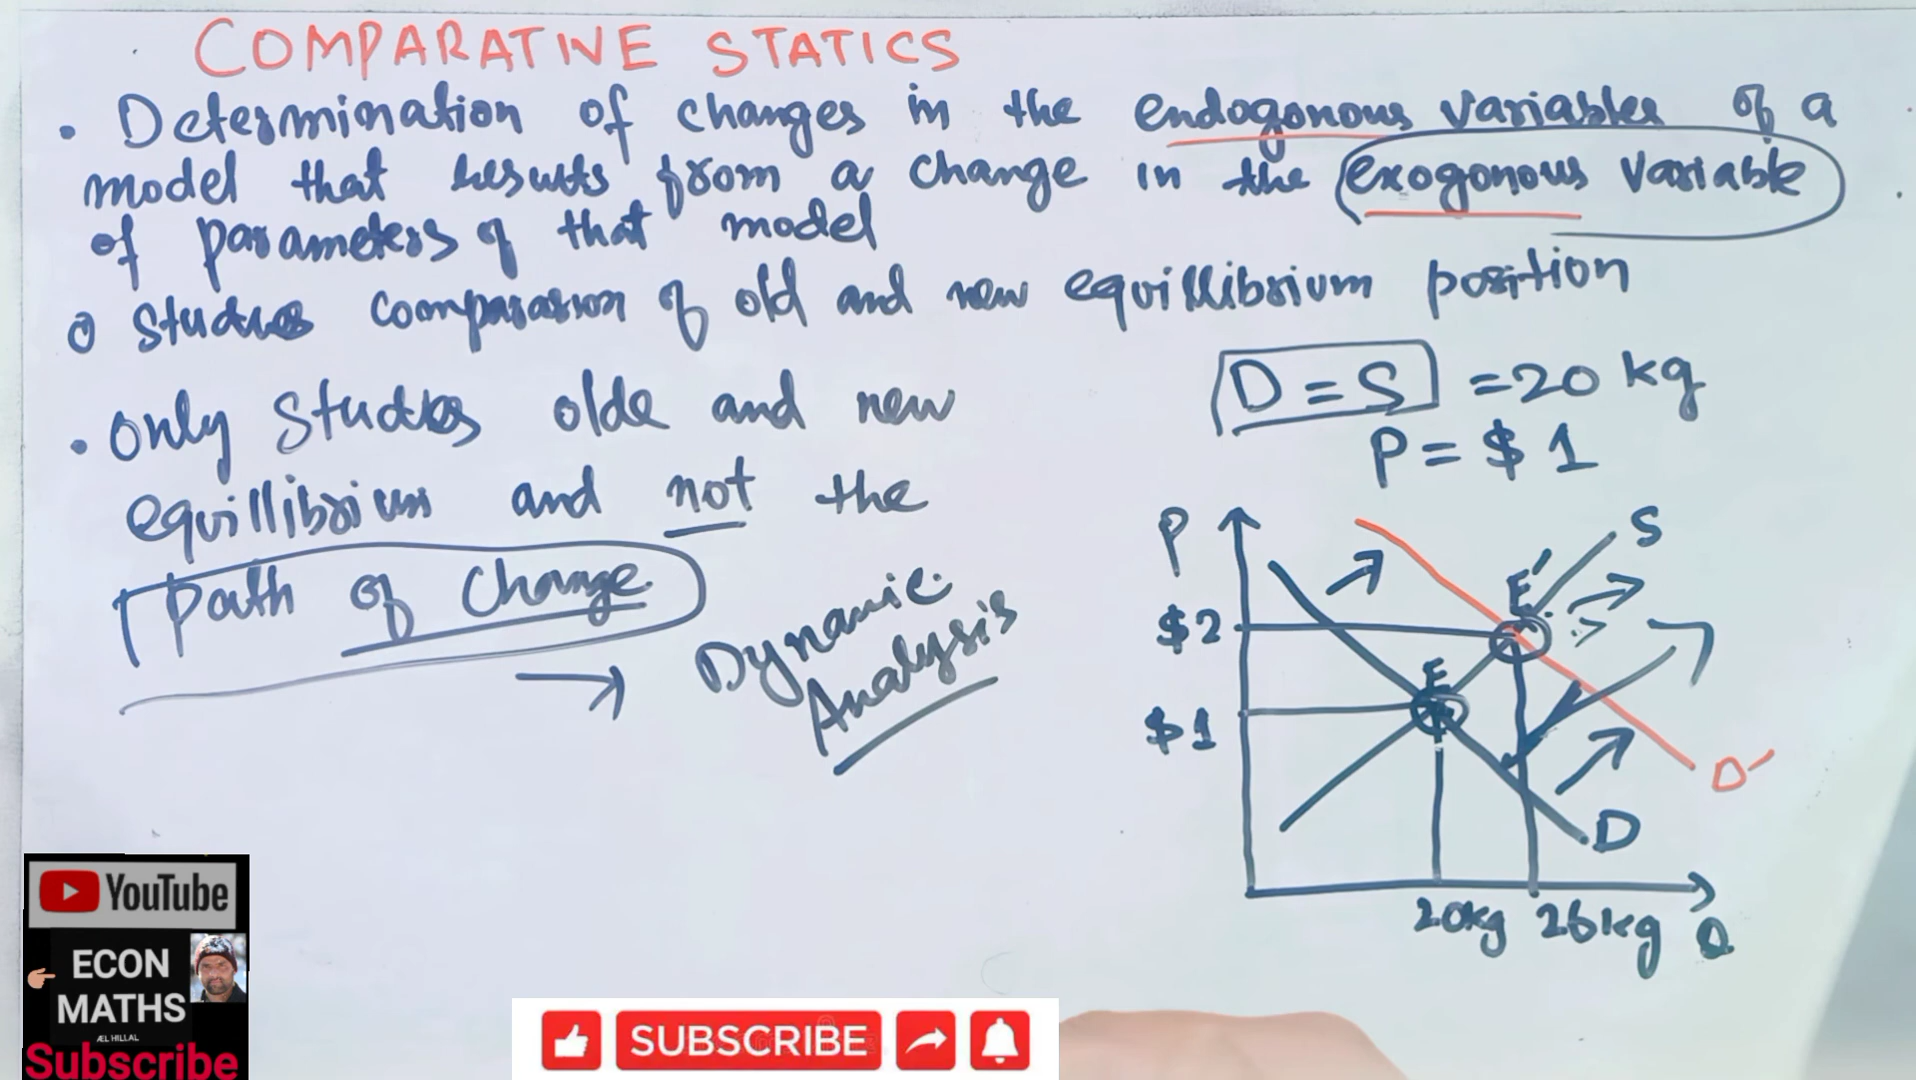 COMPARATIVE STATICS
• Determination of changes in the endogonous variables of a
model that results from a change in the exogonous variable
of parameters of that model
o Studies comparasion of old and new equillibrium position
• Only Studies olde and new
equillibrium and not the
Path of Change
→ Dynamic
Analysis
D = S = 20 kg
P = $ 1
P
S
E'
$2
E
$1
D'
D
20kg 26kg Q
YouTube
ECON
MATHS
ÆL HILLAL
Subscribe
SUBSCRIBE